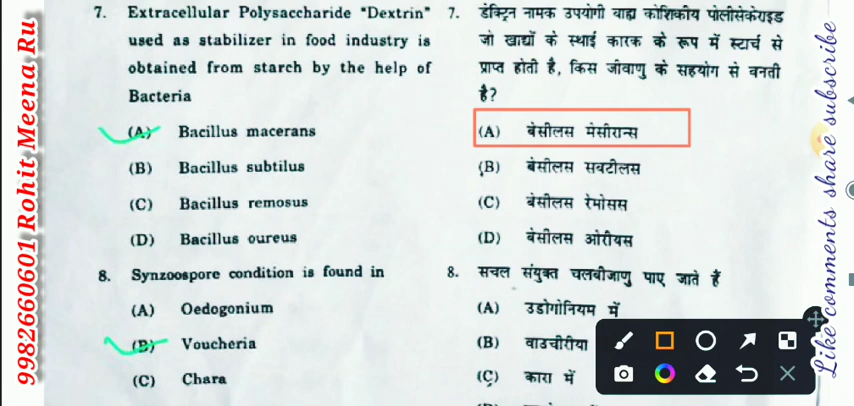 9982660601 Rohit Meena Ru
7. Extracellular Polysaccharide "Dextrin"
used as stabilizer in food industry is
obtained from starch by the help of
Bacteria
(A) Bacillus macerans
(B) Bacillus subtilus
(C) Bacillus remosus
(D) Bacillus oureus
8. Synzoospore condition is found in
(A) Oedogonium
(B) Voucheria
(C) Chara
7. डेक्ट्रिन नामक उपयोगी वाह्य कोशिकीय पोलीसेकेराइड
जो खाद्यों के स्थाई कारक के रूप में स्टार्च से
प्राप्त होती है, किस जीवाणु के सहयोग से बनती
है?
(A) बेसीलस मेसीरान्स
(B) बेसीलस सबटीलस
(C) बेसीलस रेमोसस
(D) बेसीलस ओरीयस
8. सचल संयुक्त चलबीजाणु पाए जाते हैं
(A) उडोगोनियम में
(B) वाउचीरीया
(C) कारा में
Like comments share subscribe